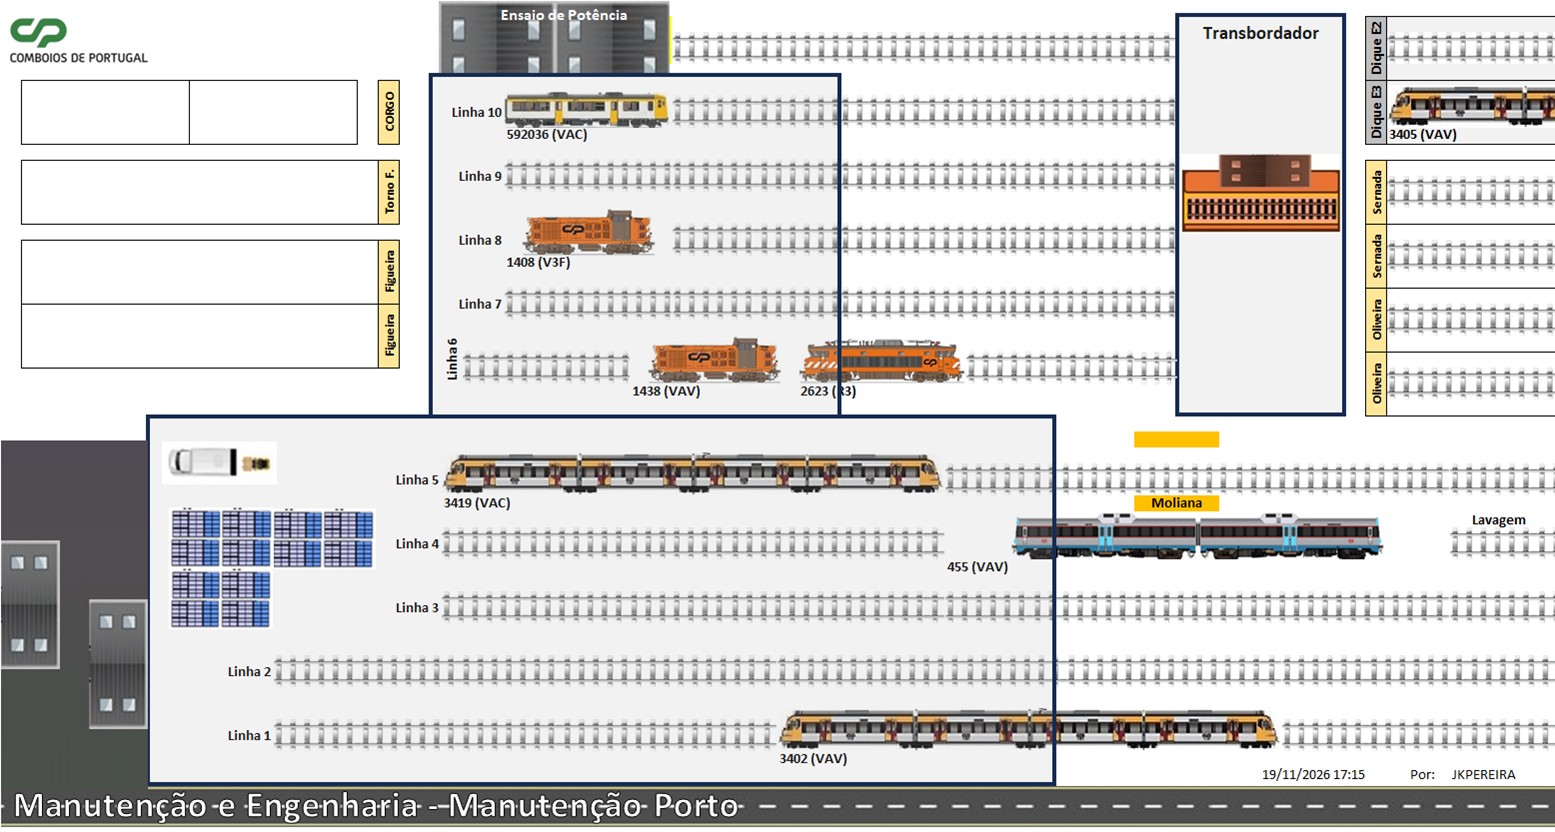 CP
COMBOIOS DE PORTUGAL
Ensaio de Potência
Transbordador
Dique E2
Dique E3
3405 (VAV)
CORGO
Torno F.
Figueira
Figueira
Linha 10
592036 (VAC)
Linha 9
Linha 8
1408 (V3F)
Linha 7
Linha 6
1438 (VAV)
2623 (R3)
Sernada
Sernada
Oliveira
Oliveira
Linha 5
3419 (VAC)
Moliana
Lavagem
Linha 4
455 (VAV)
Linha 3
Linha 2
Linha 1
3402 (VAV)
19/11/2026 17:15 Por: JKPEREIRA
Manutenção e Engenharia - Manutenção Porto